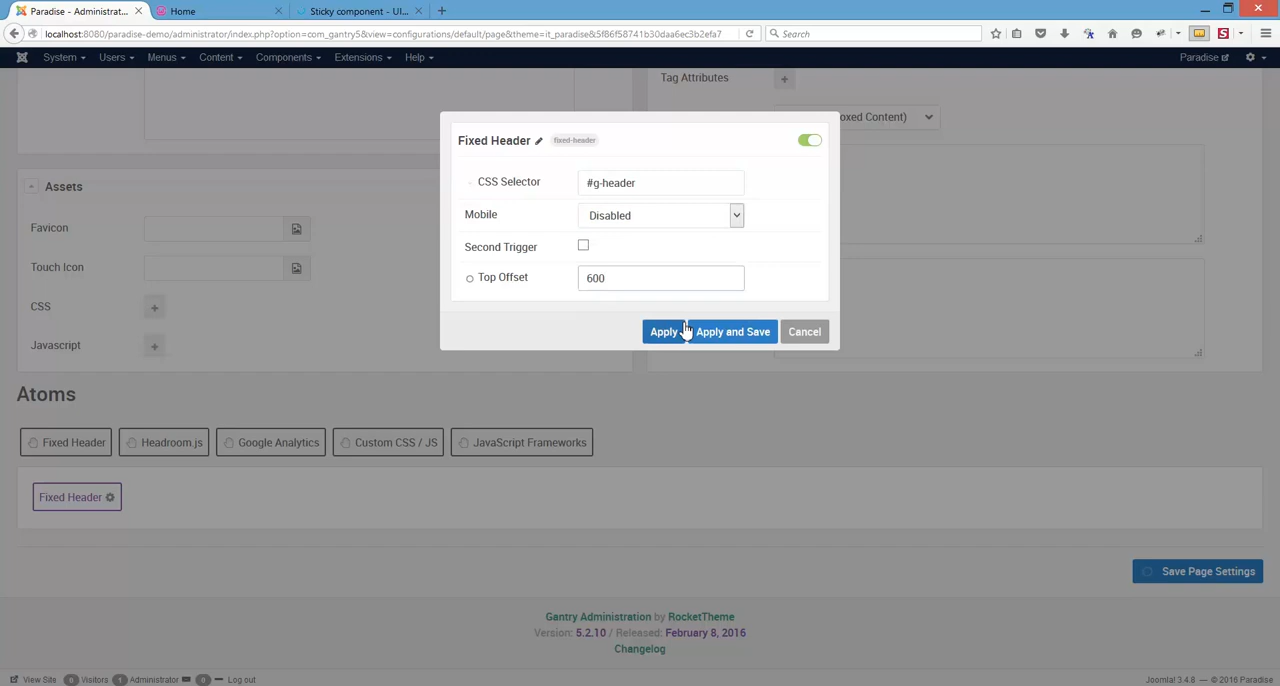 Paradise - Administrat...
Home
Sticky component - UI...
localhost:8080/paradise-demo/administrator/index.php?option=com_gantry5&view=configurations/default/page&theme=it_paradise&5f86f58741b30daa6ec3b2efa7
Search
System
Users
Menus
Content
Components
Extensions
Help
Paradise
Tag Attributes
oxed Content)
Fixed Header
fixed-header
CSS Selector
#g-header
Mobile
Disabled
Second Trigger
Top Offset
600
Apply
Apply and Save
Cancel
Assets
Favicon
Touch Icon
CSS
Javascript
Atoms
Fixed Header
Headroom.js
Google Analytics
Custom CSS / JS
JavaScript Frameworks
Fixed Header
Save Page Settings
Gantry Administration by RocketTheme
Version: 5.2.10 / Released: February 8, 2016
Changelog
View Site
0 Visitors
1 Administrator
0
Log out
Joomla! 3.4.8 — © 2016 Paradise